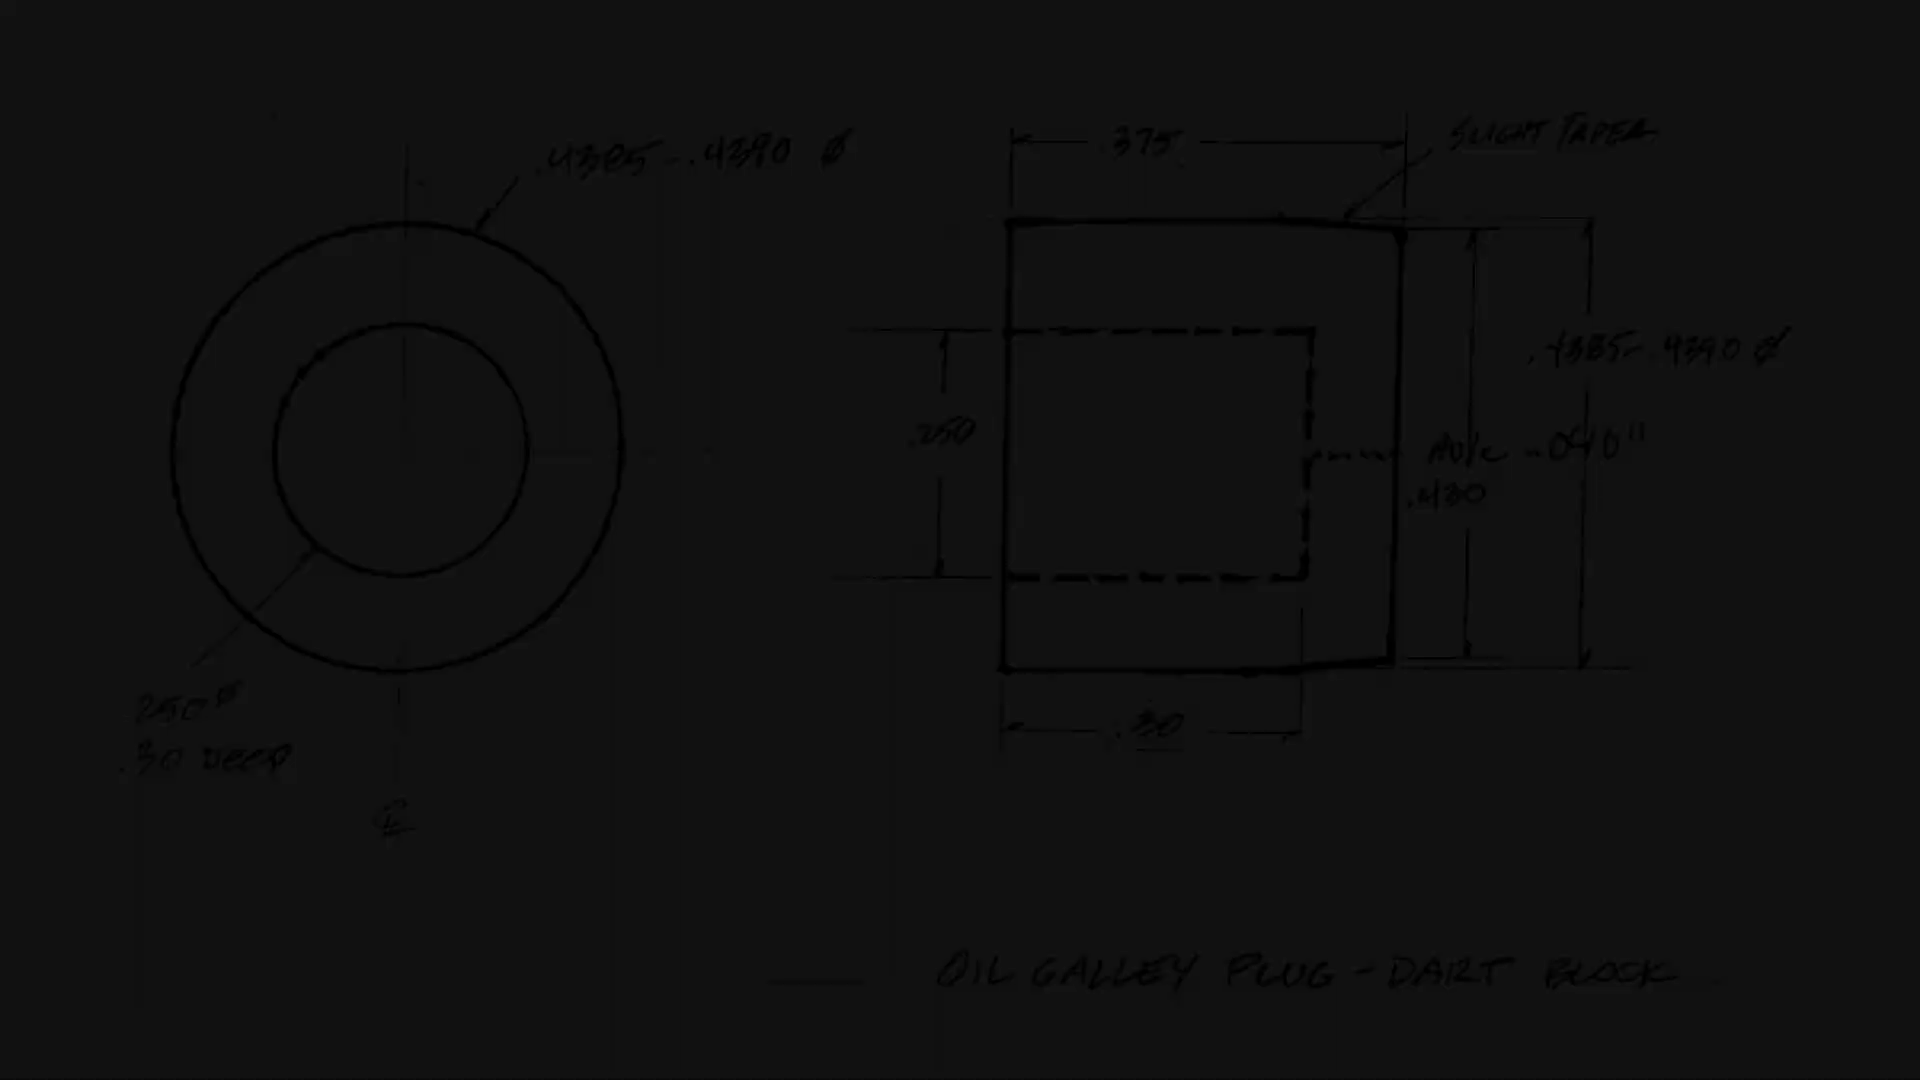 .4385-.4390 Ø
.375
SLIGHT TAPER
.250
.4385-.4390 Ø
HOLE - .040"
.430
.250 Ø
.30 DEEP
.30
℄
OIL GALLEY PLUG - DART BLOCK